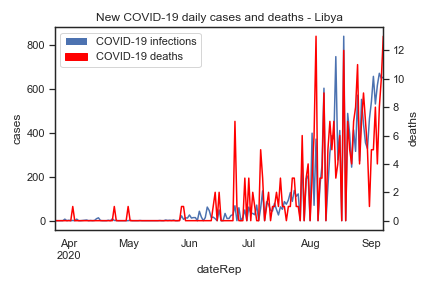 New COVID-19 daily cases and deaths - Libya
COVID-19 infections
COVID-19 deaths
800
600
400
200
0
cases
12
10
8
6
4
2
0
deaths
Apr May Jun Jul Aug Sep
2020
dateRep